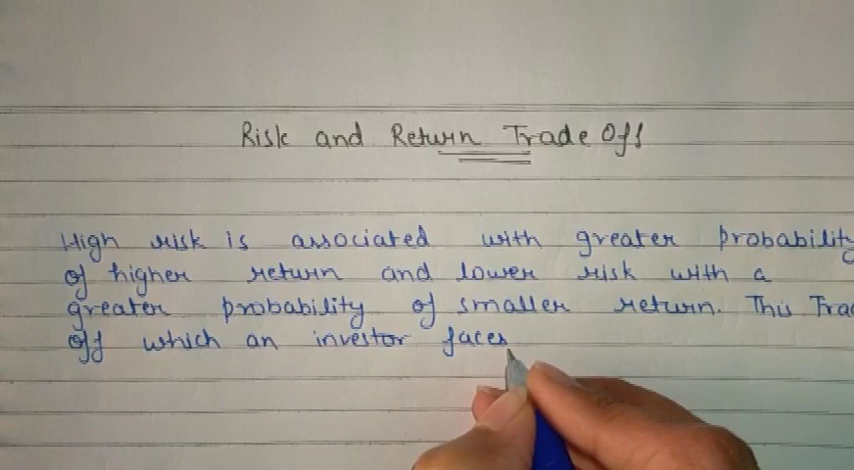 Risk and Return Trade Off
High risk is associated with greater probability
of higher return and lower risk with a
greater probability of smaller return. This Trad
off which an investor faces